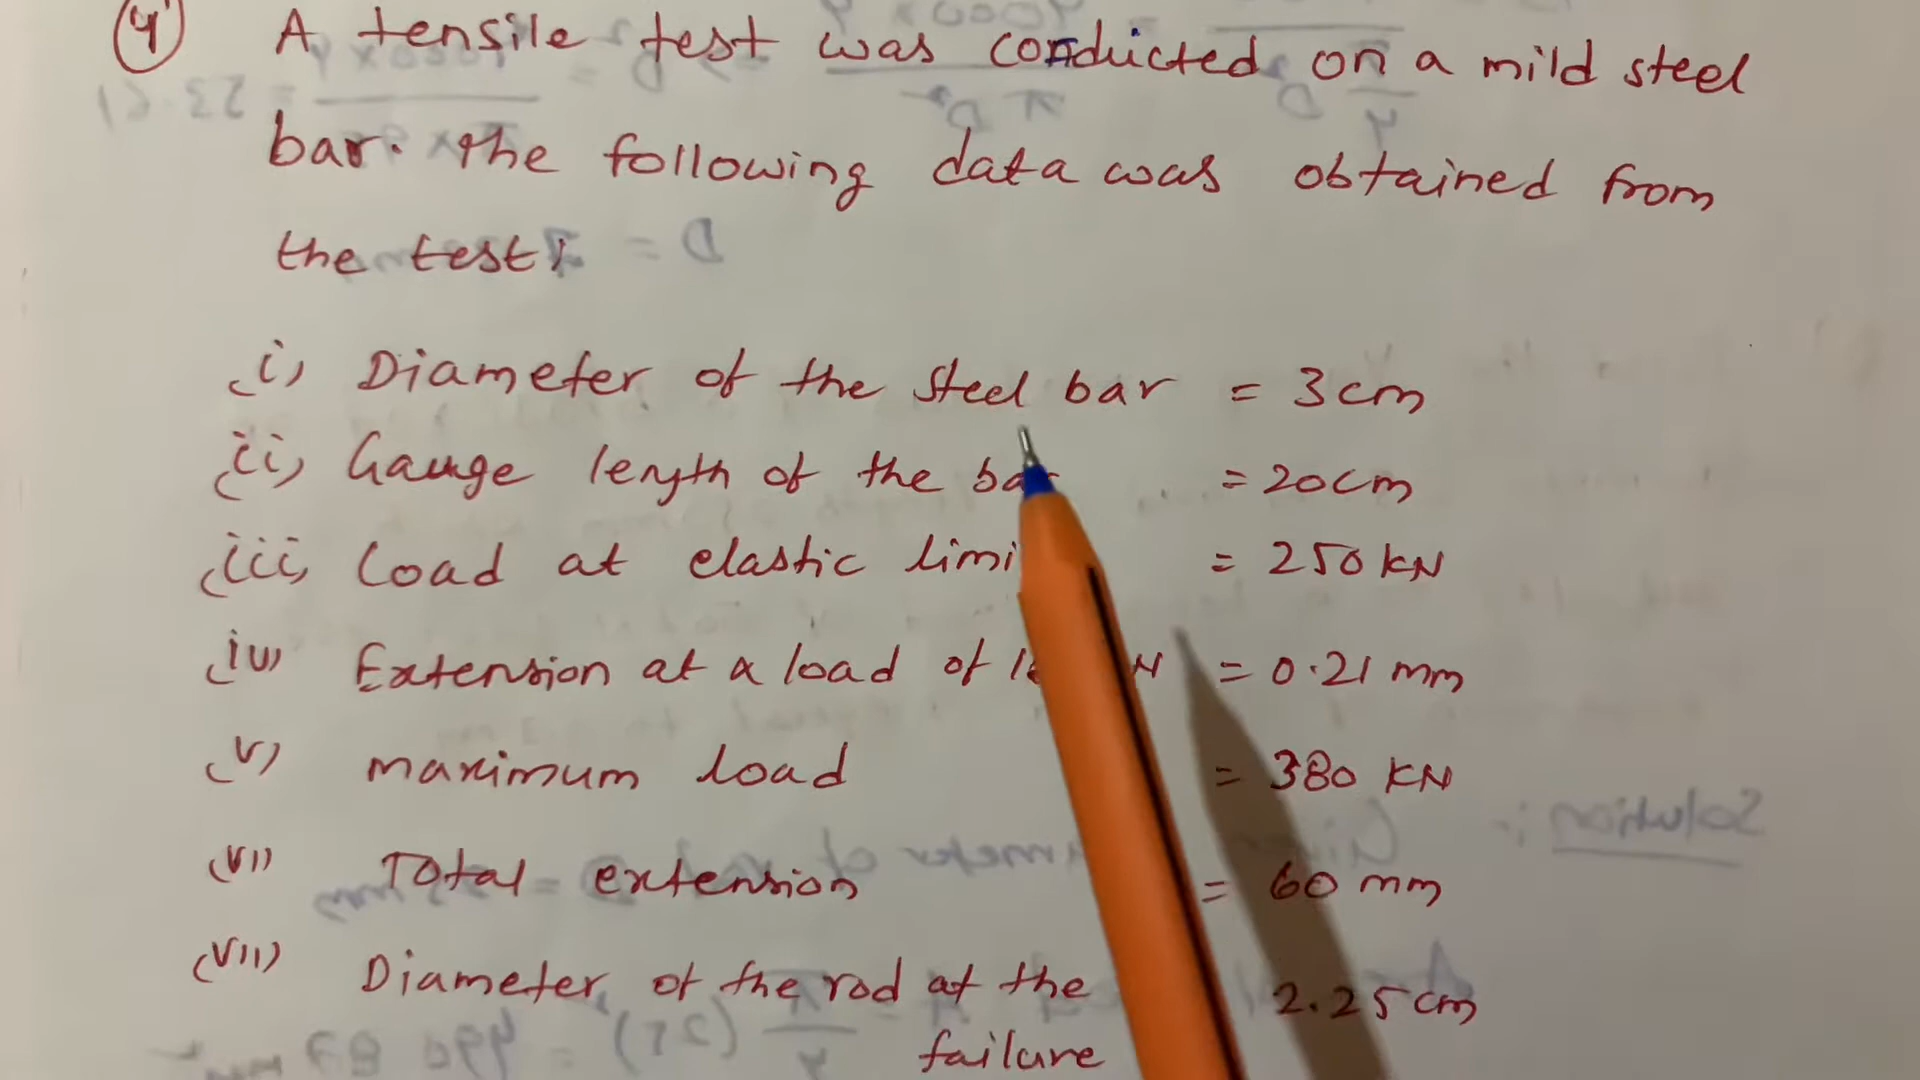 4 A tensile test was conducted on a mild steel
bar. The following data was obtained from
the test:
(i) Diameter of the steel bar = 3cm
(ii) Gauge length of the bar = 20cm
(iii) Load at elastic limi = 250 KN
(iv) Extension at a load of N = 0.21 mm
(v) maximum load = 380 KN
(vi) Total extension = 60 mm
(vii) Diameter of the rod at the 2.25cm
failure